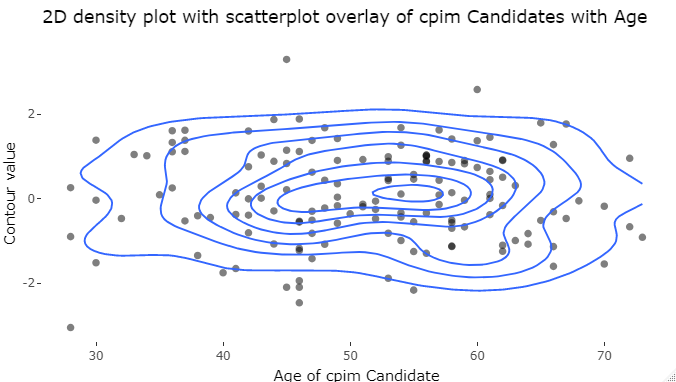 2D density plot with scatterplot overlay of cpim Candidates with Age
Contour value
2
0
-2
30 40 50 60 70
Age of cpim Candidate